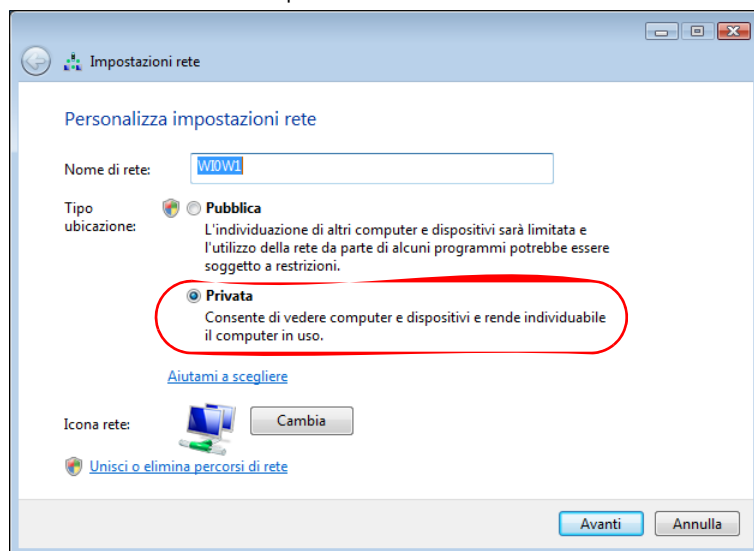 Impostazioni rete
Personalizza impostazioni rete
Nome di rete:
WI0W1
Tipo ubicazione:
Pubblica
L'individuazione di altri computer e dispositivi sarà limitata e
l'utilizzo della rete da parte di alcuni programmi potrebbe essere
soggetto a restrizioni.
Privata
Consente di vedere computer e dispositivi e rende individuabile
il computer in uso.
Aiutami a scegliere
Icona rete:
Cambia
Unisci o elimina percorsi di rete
Avanti
Annulla